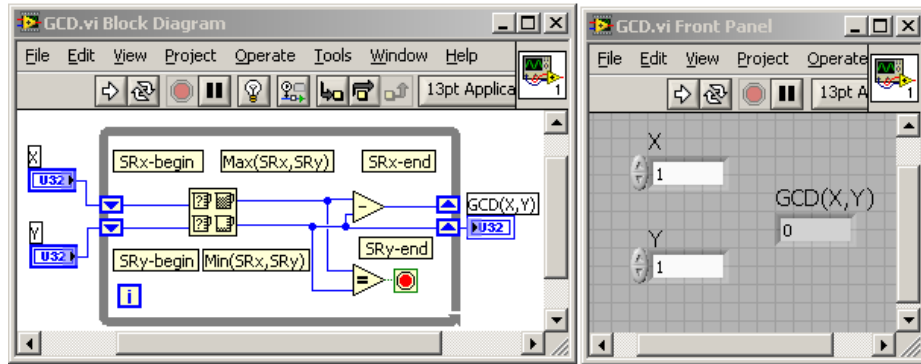 GCD.vi Block Diagram
File Edit View Project Operate Tools Window Help
13pt Applica
1
X
U32
Y
U32
SRx-begin Max(SRx,SRy) SRx-end
SRy-begin Min(SRx,SRy) SRy-end
i
GCD(X,Y)
U32
GCD.vi Front Panel
File Edit View Project Operate
13pt A
1
X
1
Y
1
GCD(X,Y)
0